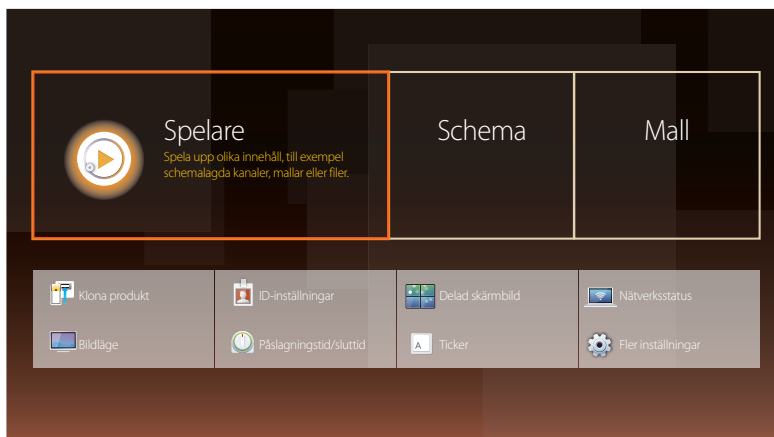 Spelare
Spela upp olika innehåll, till exempel
schemalagda kanaler, mallar eller filer.
Schema
Mall
Klona produkt
ID-inställningar
Delad skärmbild
Nätverksstatus
Bildläge
Påslagningstid/sluttid
A
Ticker
Fler inställningar